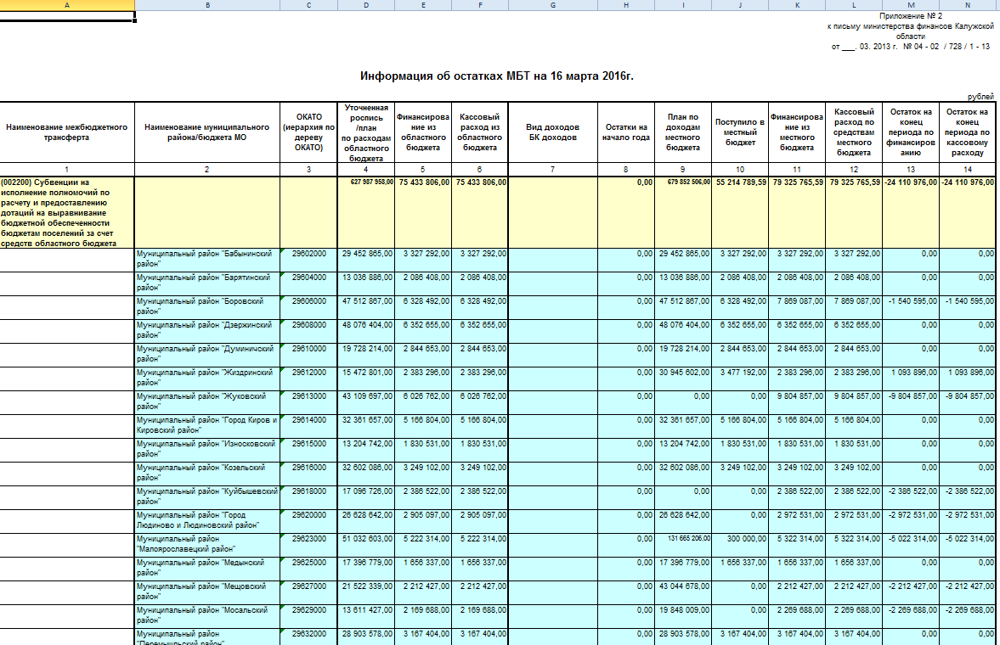 A B C D E F G H I J K L M N
Приложение № 2
к письму министерства финансов Калужской
области
от ___. 03. 2013 г. № 04 - 02 / 728 / 1 - 13
Информация об остатках МБТ на 16 марта 2016г.
рублей
Наименование межбюджетного
трансферта
Наименование муниципального
района/бюджета МО
ОКАТО
(иерархия по
дереву
ОКАТО)
Уточненная
роспись
/план
по расходам
областного
бюджета
Финансирова
ние из
областного
бюджета
Кассовый
расход из
областного
бюджета
Вид доходов
БК доходов
Остатки на
начало года
План по
доходам
местного
бюджета
Поступило в
местный
бюджет
Финансирова
ние из
местного
бюджета
Кассовый
расход по
средствам
местного
бюджета
Остаток на
конец
периода по
финансиров
анию
Остаток на
конец
периода по
кассовому
расходу
1 2 3 4 5 6 7 8 9 10 11 12 13 14
(002200) Субвенции на
исполнение полномочий по
расчету и предоставлению
дотаций на выравнивание
бюджетной обеспеченности
бюджетам поселений за счет
средств областного бюджета
627 987 958,00 75 433 806,00 75 433 806,00 0,00 679 852 506,00 55 214 789,59 79 325 765,59 79 325 765,59 -24 110 976,00 -24 110 976,00
Муниципальный район "Бабынинский
район"
29602000 29 452 865,00 3 327 292,00 3 327 292,00 0,00 29 452 865,00 3 327 292,00 3 327 292,00 3 327 292,00 0,00 0,00
Муниципальный район "Барятинский
район"
29604000 13 036 886,00 2 086 408,00 2 086 408,00 0,00 13 036 886,00 2 086 408,00 2 086 408,00 2 086 408,00 0,00 0,00
Муниципальный район "Боровский
район"
29606000 47 512 867,00 6 328 492,00 6 328 492,00 0,00 47 512 867,00 6 328 492,00 7 869 087,00 7 869 087,00 -1 540 595,00 -1 540 595,00
Муниципальный район "Дзержинский
район"
29608000 48 076 404,00 6 352 655,00 6 352 655,00 0,00 48 076 404,00 6 352 655,00 6 352 655,00 6 352 655,00 0,00 0,00
Муниципальный район "Думиничский
район"
29610000 19 728 214,00 2 844 653,00 2 844 653,00 0,00 19 728 214,00 2 844 653,00 2 844 653,00 2 844 653,00 0,00 0,00
Муниципальный район "Жиздринский
район"
29612000 15 472 801,00 2 383 296,00 2 383 296,00 0,00 30 945 602,00 3 477 192,00 2 383 296,00 2 383 296,00 1 093 896,00 1 093 896,00
Муниципальный район "Жуковский
район"
29613000 43 109 697,00 6 026 762,00 6 026 762,00 0,00 0,00 0,00 9 804 857,00 9 804 857,00 -9 804 857,00 -9 804 857,00
Муниципальный район "Город Киров и
Кировский район"
29614000 32 361 657,00 5 166 804,00 5 166 804,00 0,00 32 361 657,00 5 166 804,00 5 166 804,00 5 166 804,00 0,00 0,00
Муниципальный район "Износковский
район"
29615000 13 204 742,00 1 830 531,00 1 830 531,00 0,00 13 204 742,00 1 830 531,00 1 830 531,00 1 830 531,00 0,00 0,00
Муниципальный район "Козельский
район"
29616000 32 602 086,00 3 249 102,00 3 249 102,00 0,00 32 602 086,00 3 249 102,00 3 249 102,00 3 249 102,00 0,00 0,00
Муниципальный район "Куйбышевский
район"
29618000 17 096 726,00 2 386 522,00 2 386 522,00 0,00 0,00 0,00 2 386 522,00 2 386 522,00 -2 386 522,00 -2 386 522,00
Муниципальный район "Город
Людиново и Людиновский район"
29620000 26 628 642,00 2 905 097,00 2 905 097,00 0,00 26 628 642,00 0,00 2 972 531,00 2 972 531,00 -2 972 531,00 -2 972 531,00
Муниципальный район
"Малоярославецкий район"
29623000 51 032 603,00 5 222 314,00 5 222 314,00 0,00 131 665 206,00 300 000,00 5 322 314,00 5 322 314,00 -5 022 314,00 -5 022 314,00
Муниципальный район "Медынский
район"
29625000 17 396 779,00 1 656 337,00 1 656 337,00 0,00 17 396 779,00 1 656 337,00 1 656 337,00 1 656 337,00 0,00 0,00
Муниципальный район "Мещовский
район"
29627000 21 522 339,00 2 212 427,00 2 212 427,00 0,00 43 044 678,00 0,00 2 212 427,00 2 212 427,00 -2 212 427,00 -2 212 427,00
Муниципальный район "Мосальский
район"
29629000 13 611 427,00 2 169 688,00 2 169 688,00 0,00 19 848 009,00 0,00 2 269 688,00 2 269 688,00 -2 269 688,00 -2 269 688,00
Муниципальный район
"Перемышльский район"
29632000 28 903 578,00 3 167 404,00 3 167 404,00 0,00 28 903 578,00 3 167 404,00 3 167 404,00 3 167 404,00 0,00 0,00